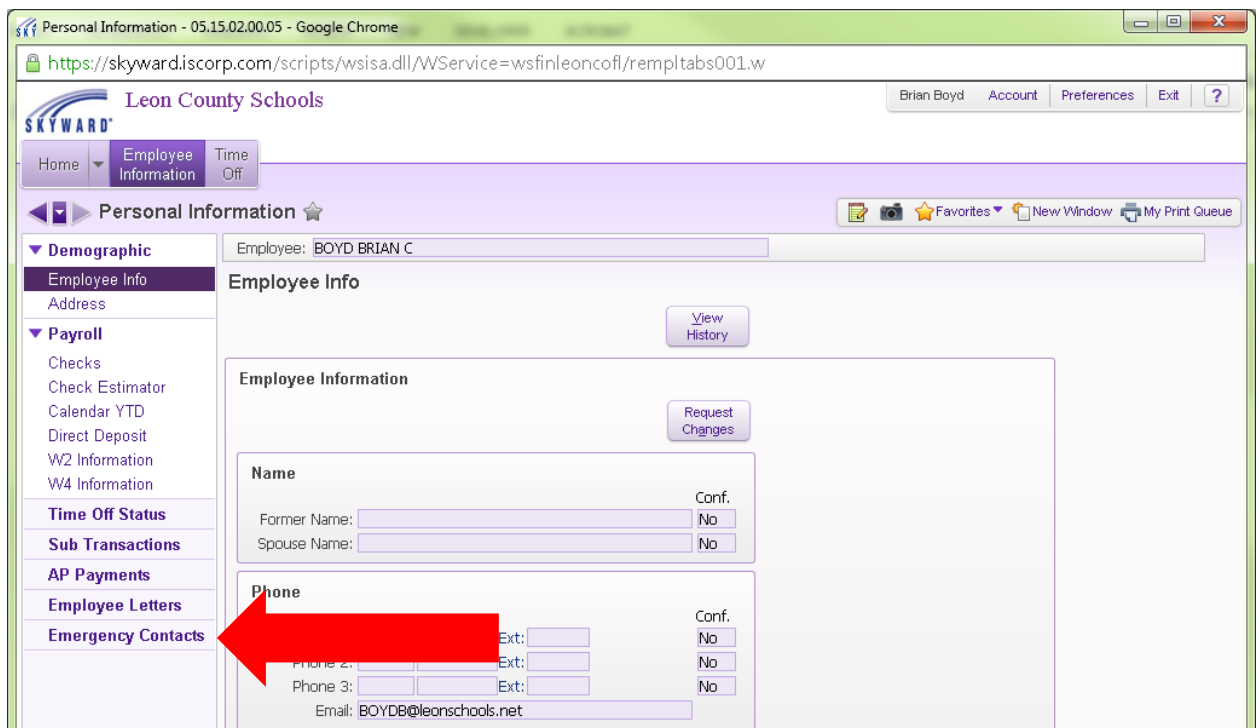 Personal Information - 05.15.02.00.05 - Google Chrome
https://skyward.iscorp.com/scripts/wsisa.dll/WService=wsfinleoncofl/rempltabs001.w
SKYWARD
Leon County Schools
Brian Boyd Account Preferences Exit ?
Home Employee Information Time Off
Personal Information
Favorites New Window My Print Queue
Demographic
Employee Info
Address
Payroll
Checks
Check Estimator
Calendar YTD
Direct Deposit
W2 Information
W4 Information
Time Off Status
Sub Transactions
AP Payments
Employee Letters
Emergency Contacts
Employee: BOYD BRIAN C
Employee Info
View History
Employee Information
Request Changes
Name
Conf.
Former Name: No
Spouse Name: No
Phone
Conf.
Ext: No
Phone 2: Ext: No
Phone 3: Ext: No
Email: BOYDB@leonschools.net